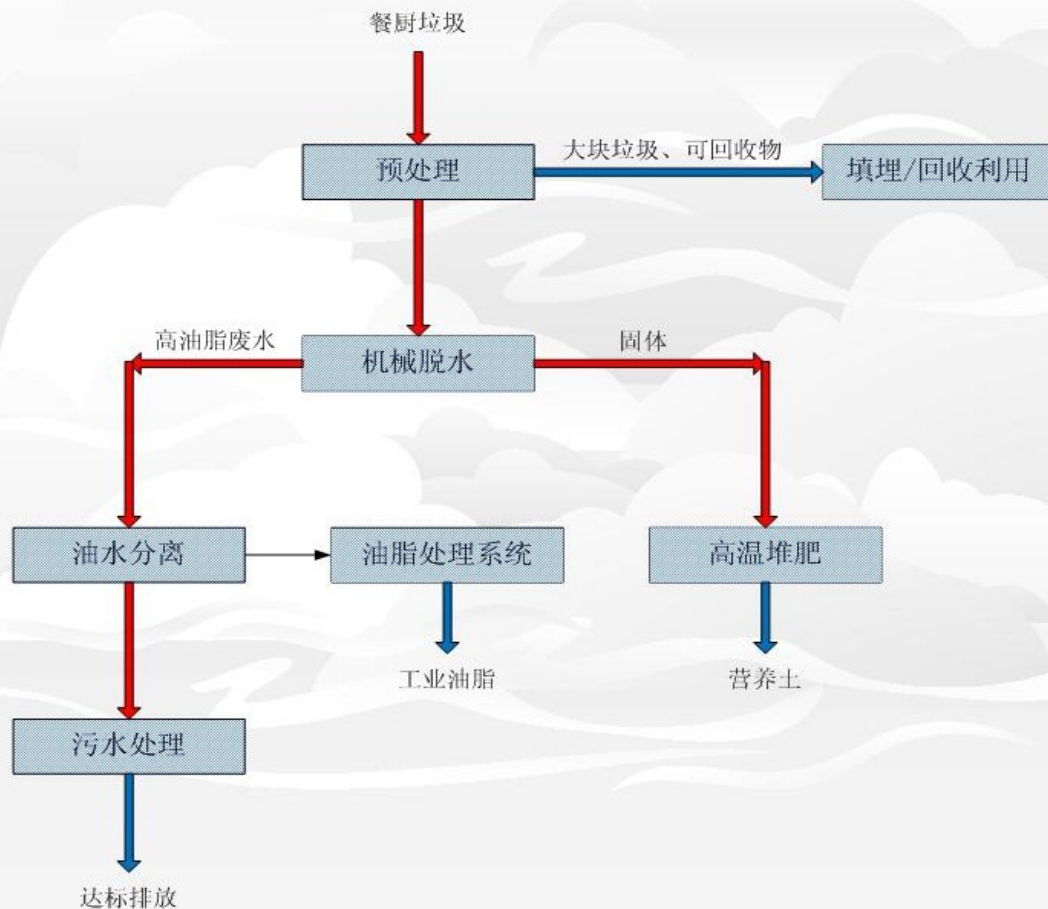 餐厨垃圾
预处理
大块垃圾、可回收物
填埋/回收利用
高油脂废水
机械脱水
固体
油水分离
油脂处理系统
高温堆肥
工业油脂
营养土
污水处理
达标排放